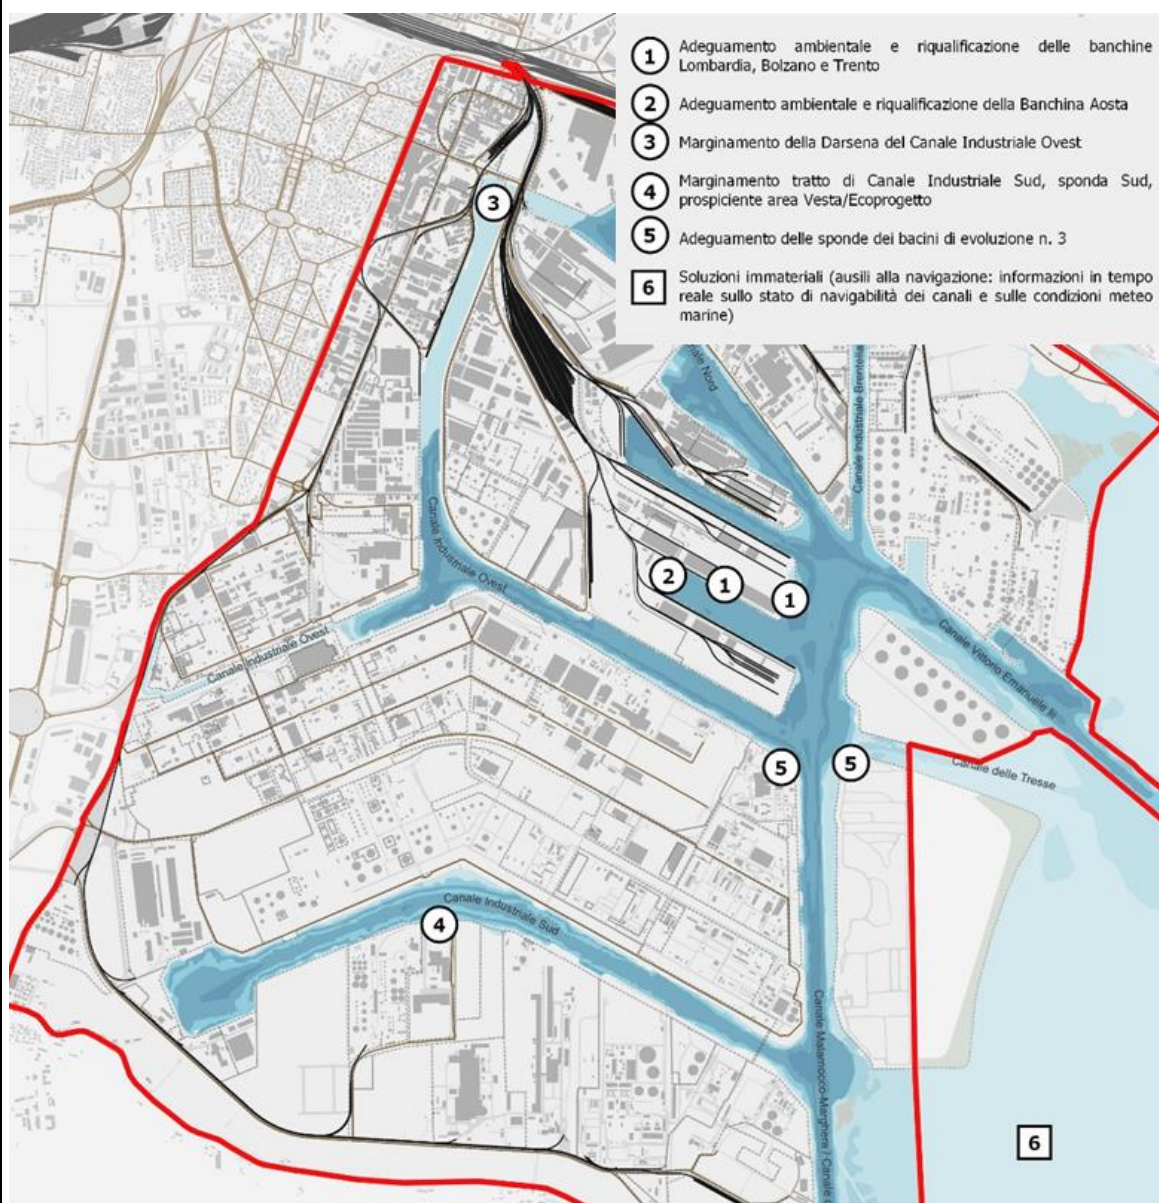 1 Adeguamento ambientale e riqualificazione delle banchine
Lombardia, Bolzano e Trento
2 Adeguamento ambientale e riqualificazione della Banchina Aosta
3 Marginamento della Darsena del Canale Industriale Ovest
4 Marginamento tratto di Canale Industriale Sud, sponda Sud,
prospiciente area Vesta/Ecoprogetto
5 Adeguamento delle sponde dei bacini di evoluzione n. 3
6 Soluzioni immateriali (ausili alla navigazione: informazioni in tempo
reale sullo stato di navigabilità dei canali e sulle condizioni meteo
marine)
3
Nord
Canale Industriale Brentella
Canale Industriale Ovest
2
1
1
Canale Industriale Ovest
Canale Vittorio Emanuele III
5
5
Canale delle Tresse
4
Canale Industriale Sud
Canale Malamocco-Marghera / Canale
6